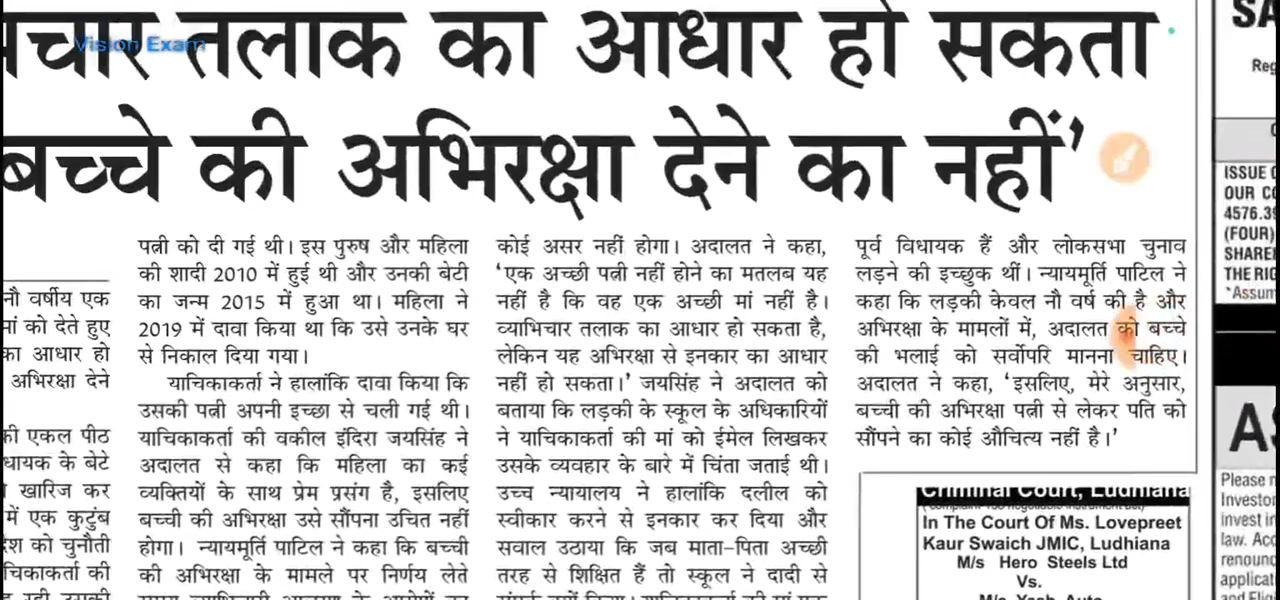 तलाक का आधार हो सकता
Vision Exam
बच्चे की अभिरक्षा देने का नहीं'
नौ वर्षीय एक
मां को देते हुए
का आधार हो
अभिरक्षा देने
की एकल पीठ
धायक के बेटे
खारिज कर
में एक कुटुंब
को चुनौती
चिकाकर्ता की
पत्नी को दी गई थी। इस पुरुष और महिला
की शादी 2010 में हुई थी और उनकी बेटी
का जन्म 2015 में हुआ था। महिला ने
2019 में दावा किया था कि उसे उनके घर
से निकाल दिया गया।
याचिकाकर्ता ने हालांकि दावा किया कि
उसकी पत्नी अपनी इच्छा से चली गई थी।
याचिकाकर्ता की वकील इंदिरा जयसिंह ने
अदालत से कहा कि महिला का कई
व्यक्तियों के साथ प्रेम प्रसंग है, इसलिए
बच्ची की अभिरक्षा उसे सौंपना उचित नहीं
होगा। न्यायमूर्ति पाटिल ने कहा कि बच्ची
की अभिरक्षा के मामले पर निर्णय लेते
कोई असर नहीं होगा। अदालत ने कहा,
'एक अच्छी पत्नी नहीं होने का मतलब यह
नहीं है कि वह एक अच्छी मां नहीं है।
व्याभिचार तलाक का आधार हो सकता है,
लेकिन यह अभिरक्षा से इनकार का आधार
नहीं हो सकता।' जयसिंह ने अदालत को
बताया कि लड़की के स्कूल के अधिकारियों
ने याचिकाकर्ता की मां को ईमेल लिखकर
उसके व्यवहार के बारे में चिंता जताई थी।
उच्च न्यायालय ने हालांकि दलील को
स्वीकार करने से इनकार कर दिया और
सवाल उठाया कि जब माता-पिता अच्छी
तरह से शिक्षित हैं तो स्कूल ने दादी से
पूर्व विधायक हैं और लोकसभा चुनाव
लड़ने की इच्छुक थीं। न्यायमूर्ति पाटिल ने
कहा कि लड़की केवल नौ वर्ष की है और
अभिरक्षा के मामलों में, अदालत को बच्चे
की भलाई को सर्वोपरि मानना चाहिए।
अदालत ने कहा, 'इसलिए, मेरे अनुसार,
बच्ची की अभिरक्षा पत्नी से लेकर पति को
सौंपने का कोई औचित्य नहीं है।'
Criminal Court, Ludhiana
In The Court Of Ms. Lovepreet
Kaur Swaich JMIC, Ludhiana
M/s Hero Steels Ltd
Vs.
M/s Yash Auto
SA
Reg
ISSUE
OUR
4576.3
(FOUR)
THE
*Assum
AS
Please
Investo
invest in
law.
renoun
applicat